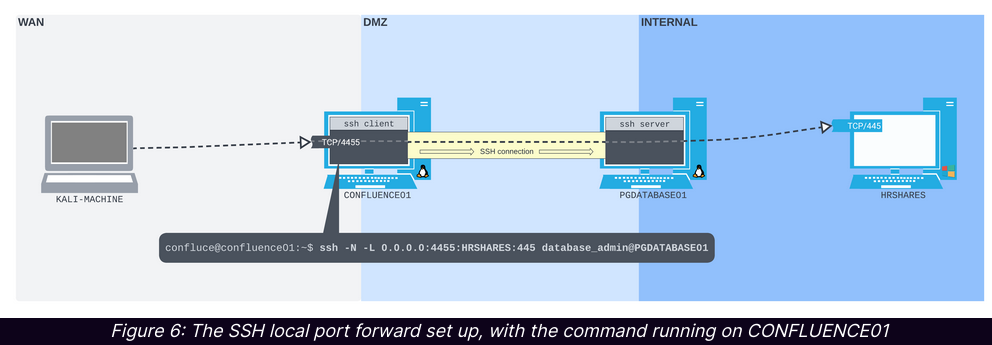 WAN
DMZ
INTERNAL
ssh client
ssh server
TCP/4455
SSH connection
TCP/445
KALI-MACHINE
CONFLUENCE01
PGDATABASE01
HRSHARES
confluce@confluence01:~$ ssh -N -L 0.0.0.0:4455:HRSHARES:445 database_admin@PGDATABASE01
Figure 6: The SSH local port forward set up, with the command running on CONFLUENCE01